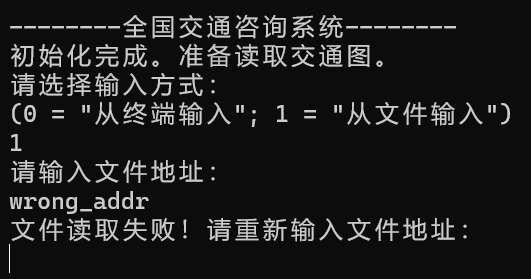 --------全国交通咨询系统--------
初始化完成。准备读取交通图。
请选择输入方式：
(0 = "从终端输入"; 1 = "从文件输入")
1
请输入文件地址：
wrong_addr
文件读取失败！请重新输入文件地址：